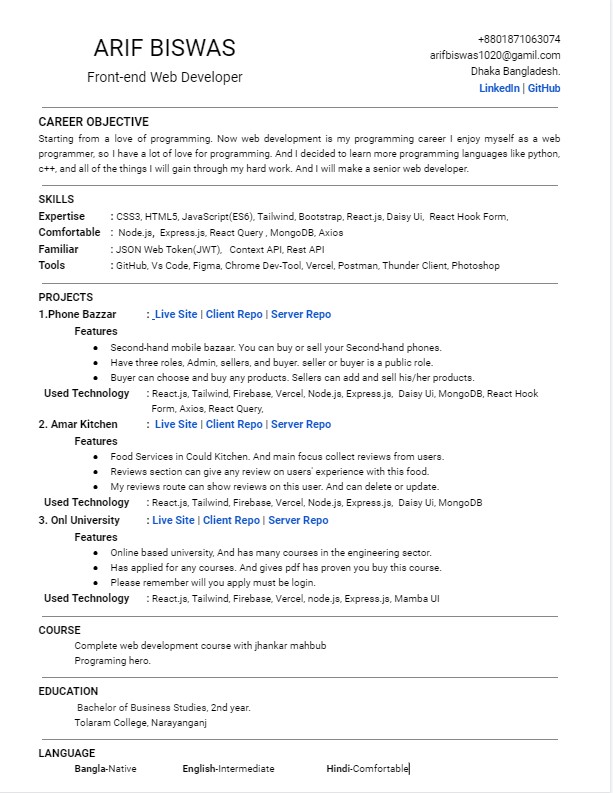 ARIF BISWAS
Front-end Web Developer
+8801871063074
arifbiswas1020@gamil.com
Dhaka Bangladesh.
LinkedIn | GitHub
CAREER OBJECTIVE
Starting from a love of programming. Now web development is my programming career I enjoy myself as a web
programmer, so I have a lot of love for programming. And I decided to learn more programming languages like python,
c++, and all of the things I will gain through my hard work. And I will make a senior web developer.
SKILLS
Expertise : CSS3, HTML5, JavaScript(ES6), Tailwind, Bootstrap, React.js, Daisy Ui, React Hook Form,
Comfortable : Node.js, Express.js, React Query , MongoDB, Axios
Familiar : JSON Web Token(JWT), Context API, Rest API
Tools : GitHub, Vs Code, Figma, Chrome Dev-Tool, Vercel, Postman, Thunder Client, Photoshop
PROJECTS
1.Phone Bazzar : Live Site | Client Repo | Server Repo
Features
● Second-hand mobile bazaar. You can buy or sell your Second-hand phones.
● Have three roles, Admin, sellers, and buyer. seller or buyer is a public role.
● Buyer can choose and buy any products. Sellers can add and sell his/her products.
Used Technology : React.js, Tailwind, Firebase, Vercel, Node.js, Express.js, Daisy Ui, MongoDB, React Hook
Form, Axios, React Query,
2. Amar Kitchen : Live Site | Client Repo | Server Repo
Features
● Food Services in Could Kitchen. And main focus collect reviews from users.
● Reviews section can give any review on users' experience with this food.
● My reviews route can show reviews on this user. And can delete or update.
Used Technology : React.js, Tailwind, Firebase, Vercel, Node.js, Express.js, Daisy Ui, MongoDB
3. Onl University : Live Site | Client Repo | Server Repo
Features
● Online based university, And has many courses in the engineering sector.
● Has applied for any courses. And gives pdf has proven you buy this course.
● Please remember will you apply must be login.
Used Technology : React.js, Tailwind, Firebase, Vercel, node.js, Express.js, Mamba UI
COURSE
Complete web development course with jhankar mahbub
Programing hero.
EDUCATION
Bachelor of Business Studies, 2nd year.
Tolaram College, Narayanganj
LANGUAGE
Bangla-Native English-Intermediate Hindi-Comfortable